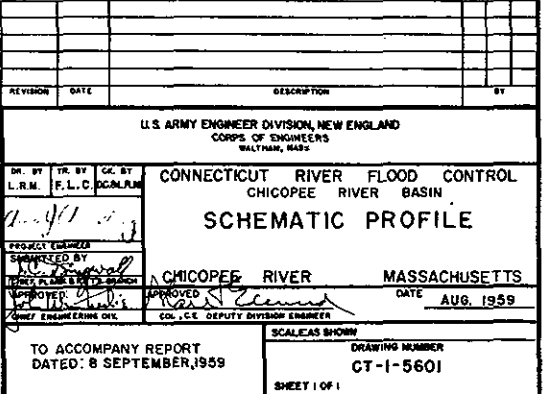 REVISION DATE DESCRIPTION BY
U.S. ARMY ENGINEER DIVISION, NEW ENGLAND
CORPS OF ENGINEERS
WALTHAM, MASS
DR. BY TR. BY CK. BY
L.R.M. F.L.C.
CONNECTICUT RIVER FLOOD CONTROL
CHICOPEE RIVER BASIN
SCHEMATIC PROFILE
PROJECT ENGINEER
SUBMITTED BY
CHIEF, BRANCH
CHICOPEE RIVER MASSACHUSETTS
APPROVED: APPROVED DATE AUG. 1959
CHIEF ENGINEERING DIV. COL., C.E. DEPUTY DIVISION ENGINEER
TO ACCOMPANY REPORT
DATED: 8 SEPTEMBER, 1959
SCALE: AS SHOWN
DRAWING NUMBER
CT-1-5601
SHEET 1 OF 1